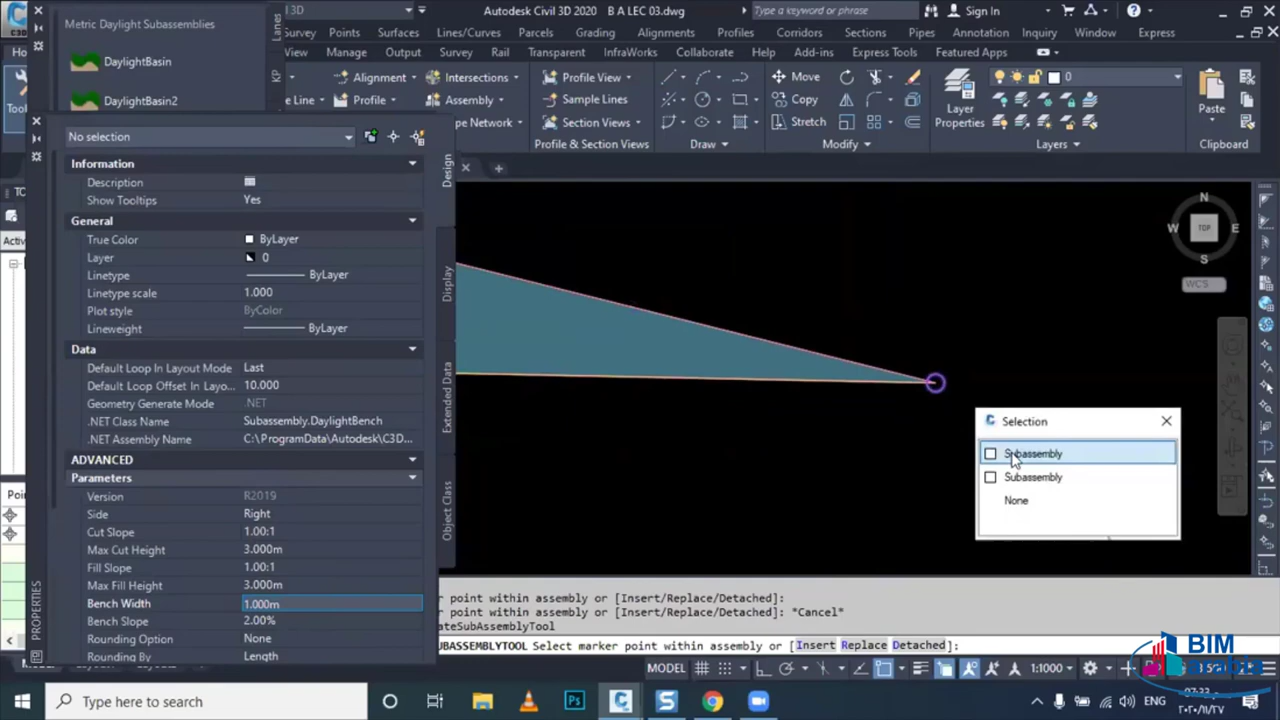 3D
Autodesk Civil 3D 2020 B A LEC 03.dwg
Type a keyword or phrase
Sign In
Survey Points Surfaces Lines/Curves Parcels Grading Alignments Profiles Corridors Sections Pipes Annotation Inquiry Window Express
Manage Output Survey Rail Transparent InfraWorks Collaborate Help Add-ins Express Tools Featured Apps
Metric Daylight Subassemblies
DaylightBasin
DaylightBasin2
Lanes
Alignment
Intersections
Profile View
Move
Profile
Assembly
Sample Lines
Copy
Section Views
Stretch
0
Layer
Properties
Paste
Profile & Section Views
Draw
Modify
Layers
Clipboard
No selection
Information
Description
Show Tooltips Yes
General
True Color ByLayer
Layer 0
Linetype ByLayer
Linetype scale 1.000
Plot style ByColor
Lineweight ByLayer
Data
Default Loop In Layout Mode Last
Default Loop Offset In Layo... 10.000
Geometry Generate Mode .NET
.NET Class Name Subassembly.DaylightBench
.NET Assembly Name C:\ProgramData\Autodesk\C3D...
ADVANCED
Parameters
Version R2019
Side Right
Cut Slope 1.00:1
Max Cut Height 3.000m
Fill Slope 1.00:1
Max Fill Height 3.000m
Bench Width 1.000m
Bench Slope 2.00%
Rounding Option None
Rounding By Length
Design
Display
Extended Data
Object Class
PROPERTIES
N
W TOP E
S
WCS
Selection
Subassembly
Subassembly
None
r point within assembly or [Insert/Replace/Detached]:
r point within assembly or [Insert/Replace/Detached]: *Cancel*
ateSubAssemblyTool
SUBASSEMBLYTOOL Select marker point within assembly or [Insert Replace Detached]:
MODEL
1:1000
BIM
arabia
Type here to search
ENG